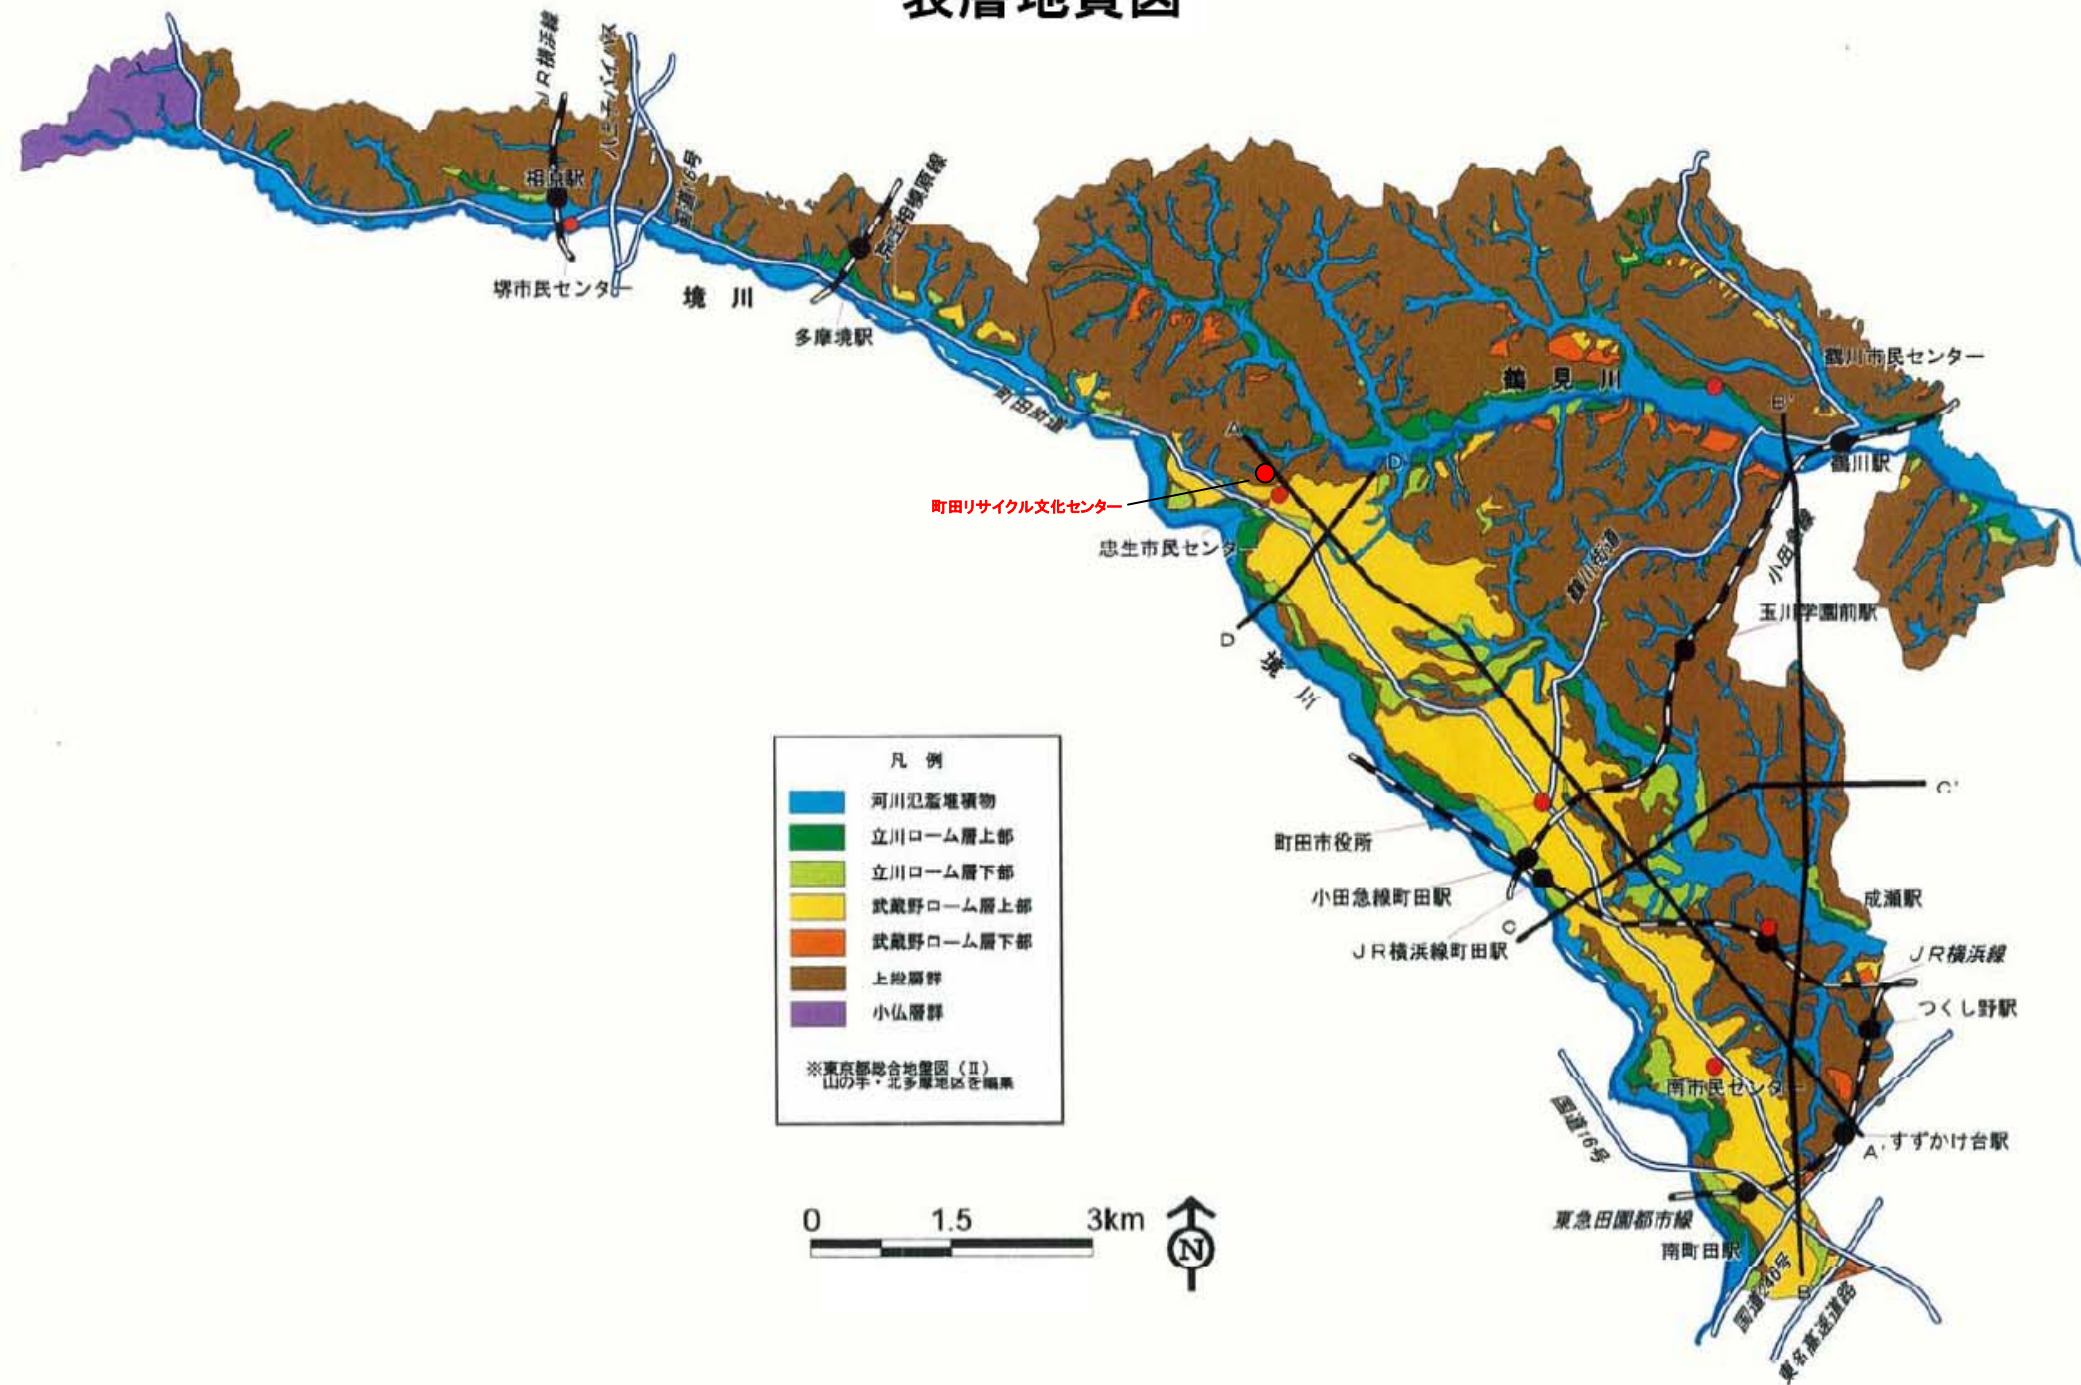 表層地質図
JR横浜線
八王子バイパス
国道16号
相原駅
京王相模原線
堺市民センター
境川
多摩境駅
町田街道
鶴見川
鶴川市民センター
A
B'
D'
鶴川駅
町田リサイクル文化センター
忠生市民センター
鶴川街道
小田急線
玉川学園前駅
D
境川
C'
町田市役所
小田急線町田駅
成瀬駅
C
JR横浜線町田駅
JR横浜線
つくし野駅
南市民センター
国道16号
A'
すずかけ台駅
東急田園都市線
南町田駅
国道246号
B
東名高速道路
凡例
河川氾濫堆積物
立川ローム層上部
立川ローム層下部
武蔵野ローム層上部
武蔵野ローム層下部
上総層群
小仏層群
※東京都総合地盤図(Ⅱ)
山の手・北多摩地区を編集
0 1.5 3km
N